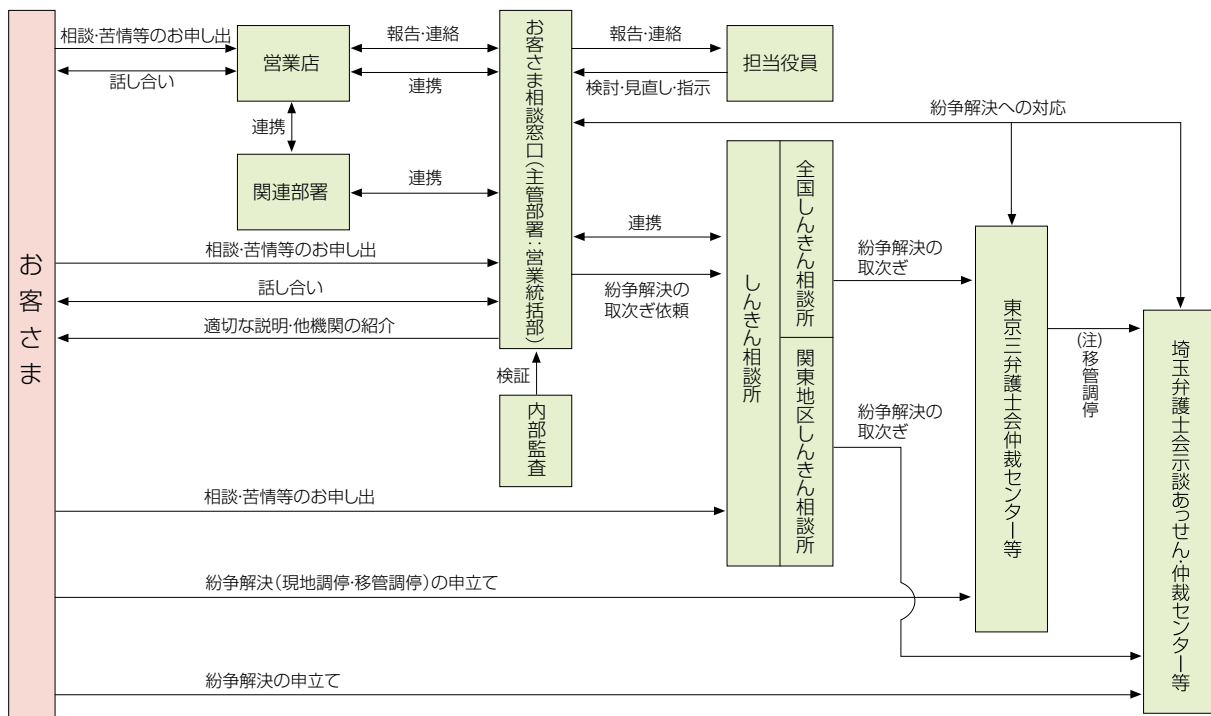 お客さま
相談・苦情等のお申し出
話し合い
営業店
報告・連絡
連携
連携
関連部署
連携
お客さま相談窓口(主管部署:営業統括部)
報告・連絡
検討・見直し・指示
担当役員
紛争解決への対応
相談・苦情等のお申し出
話し合い
適切な説明・他機関の紹介
検証
内部監査
連携
紛争解決の
取次ぎ依頼
しんきん相談所
全国しんきん相談所
関東地区しんきん相談所
紛争解決の
取次ぎ
紛争解決の
取次ぎ
東京三弁護士会仲裁センター等
(注)移管調停
埼玉弁護士会示談あっせん・仲裁センター等
相談・苦情等のお申し出
紛争解決(現地調停・移管調停)の申立て
紛争解決の申立て